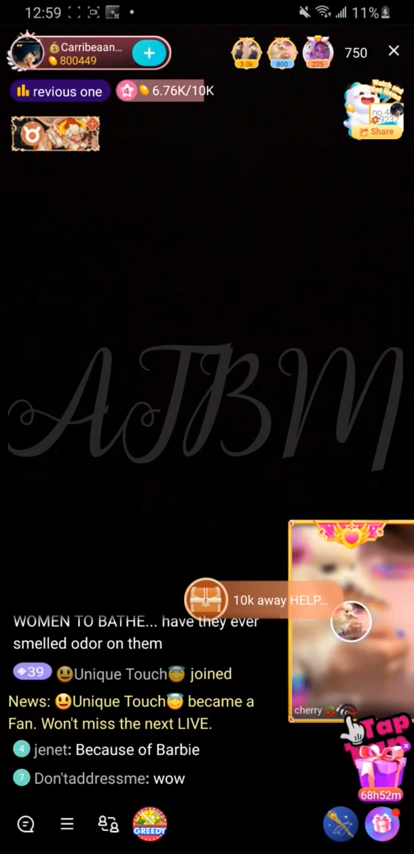 12:59
11%
Carribeaan...
800449
3.0k
800
225
750
revious one
6.76K/10K
Share
AJBM
10k away HELP...
WOMEN TO BATHE... have they ever
smelled odor on them
39 Unique Touch joined
News: Unique Touch became a
Fan. Won't miss the next LIVE.
4 jenet: Because of Barbie
7 Don'taddressme: wow
cherry
Tap
68h52m
GREEDY